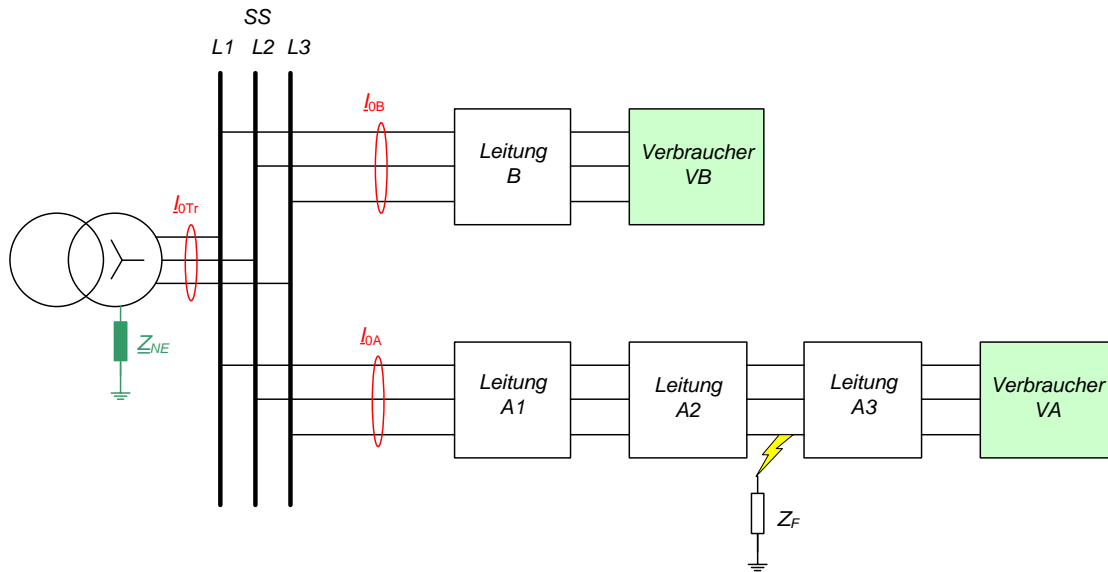 SS
L1 L2 L3
I0B
Leitung
B
Verbraucher
VB
I0Tr
ZNE
I0A
Leitung
A1
Leitung
A2
Leitung
A3
Verbraucher
VA
ZF